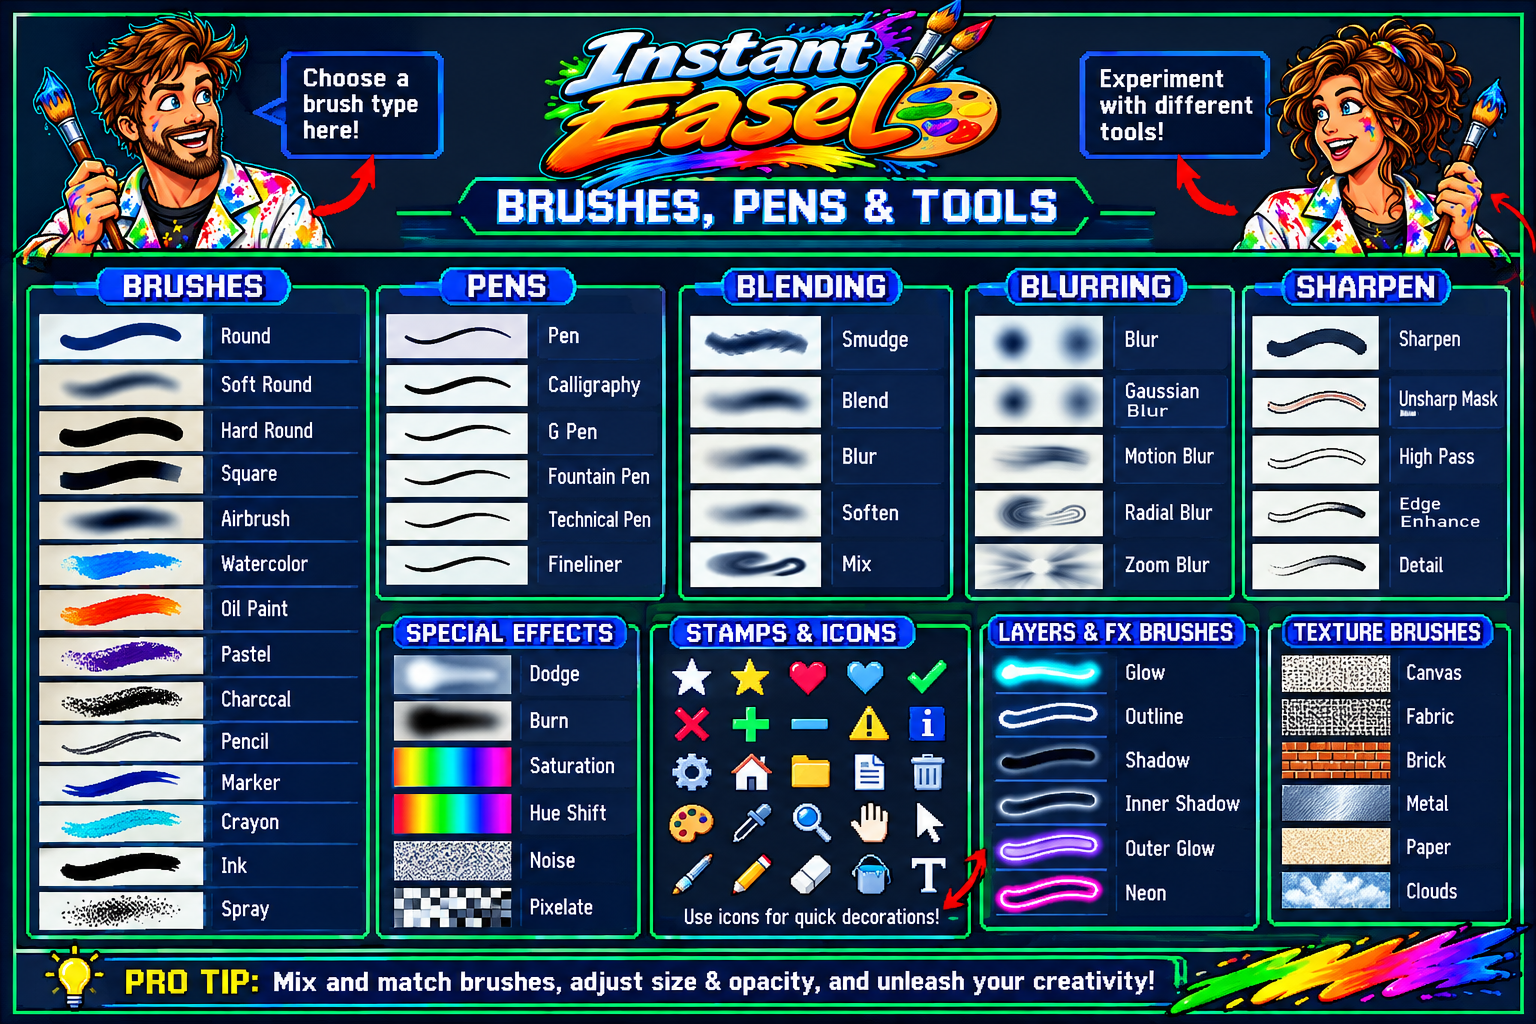 Choose a
brush type
here!
Instant
Easel
Experiment
with different
tools!
BRUSHES, PENS & TOOLS
BRUSHES
Round
Soft Round
Hard Round
Square
Airbrush
Watercolor
Oil Paint
Pastel
Charccal
Pencil
Marker
Crayon
Ink
Spray
PENS
Pen
Calligraphy
G Pen
Fountain Pen
Technical Pen
Fineliner
BLENDING
Smudge
Blend
Blur
Soften
Mix
BLURRING
Blur
Gaussian
Blur
Motion Blur
Radial Blur
Zoom Blur
SHARPEN
Sharpen
Unsharp Mask
High Pass
Edge
Enhance
Detail
SPECIAL EFFECTS
Dodge
Burn
Saturation
Hue Shift
Noise
Pixelate
STAMPS & ICONS
i
T
Use icons for quick decorations!
LAYERS & FX BRUSHES
Glow
Outline
Shadow
Inner Shadow
Outer Glow
Neon
TEXTURE BRUSHES
Canvas
Fabric
Brick
Metal
Paper
Clouds
PRO TIP: Mix and match brushes, adjust size & opacity, and unleash your creativity!